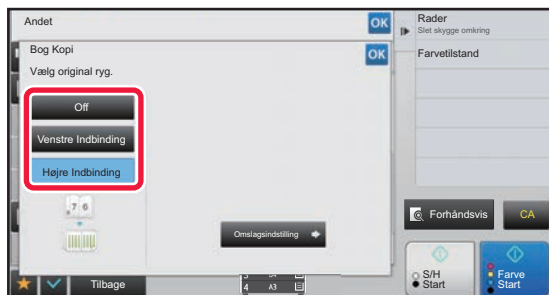 Andet
OK
Bog Kopi
OK
Vælg original ryg.
Off
Venstre Indbinding
Højre Indbinding
7 6
Omslagsindstilling
Tilbage
4 A3
Rader
Slet skygge omkring
Farvetilstand
Forhåndsvis
CA
S/H
Start
Farve
Start